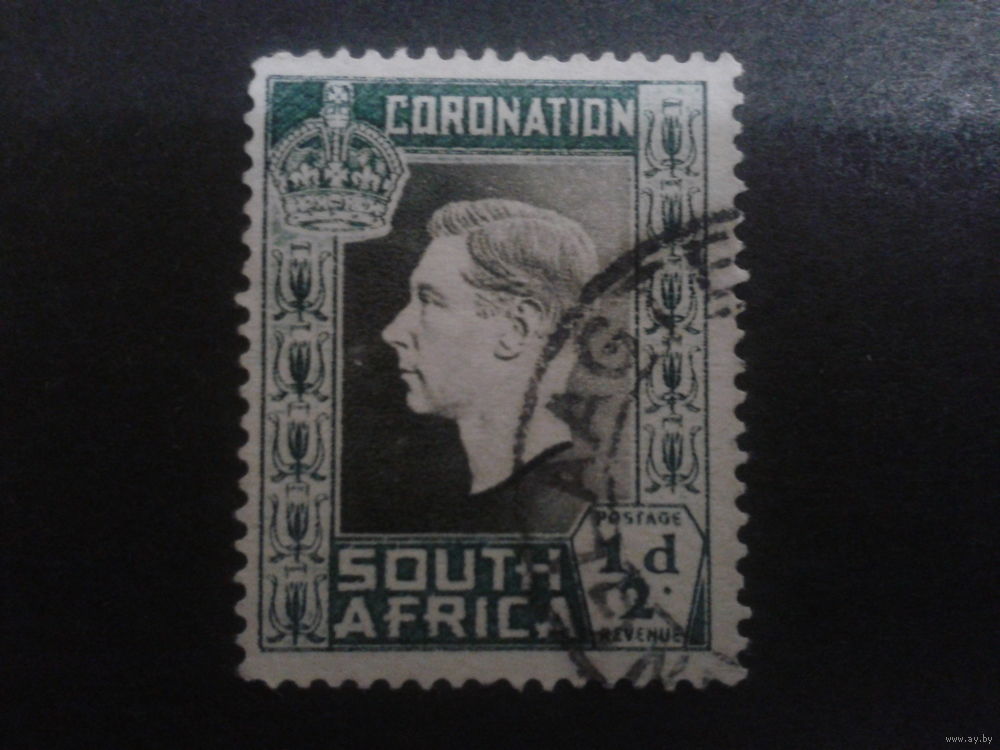 CORONATION
SOUTH
AFRICA
POSTAGE
1/2d
REVENUE
www.ay.by